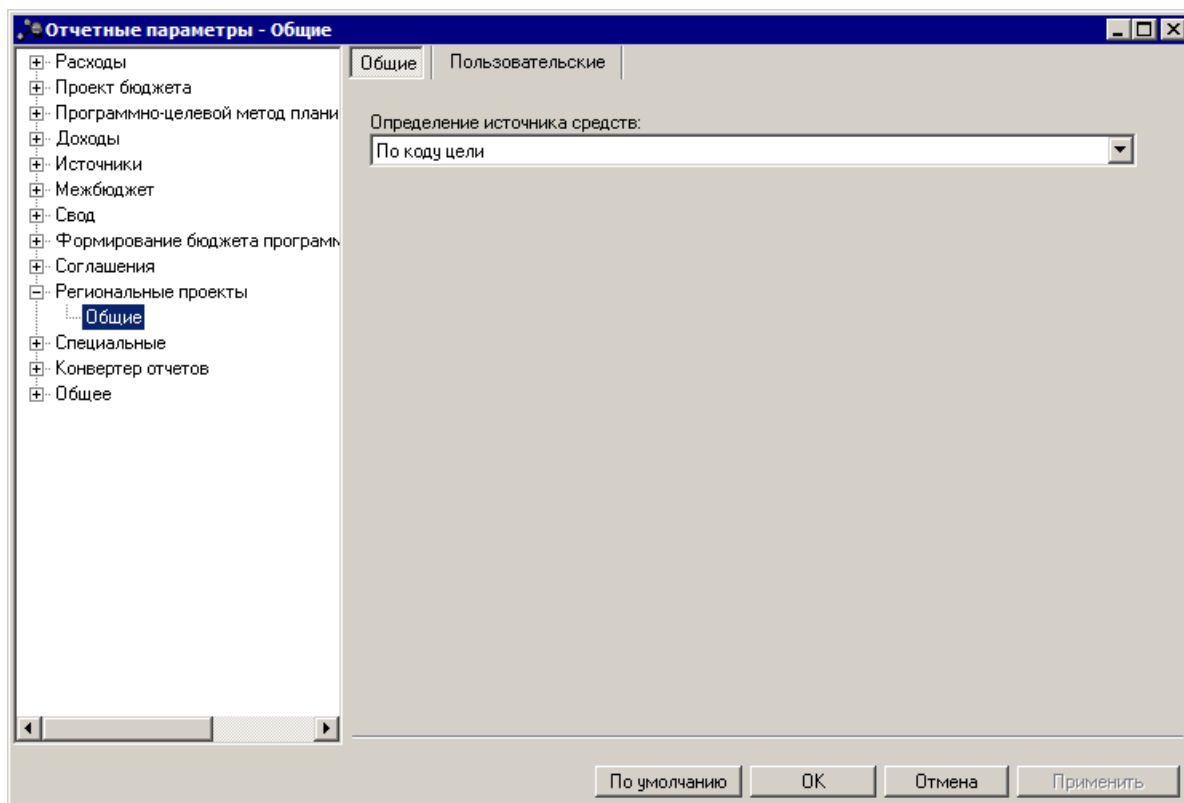 Отчетные параметры - Общие
Расходы
Проект бюджета
Программно-целевой метод плани
Доходы
Источники
Межбюджет
Свод
Формирование бюджета програм
Соглашения
Региональные проекты
Общие
Специальные
Конвертер отчетов
Общее
Общие
Пользовательские
Определение источника средств:
По коду цели
По умолчанию
OK
Отмена
Применить